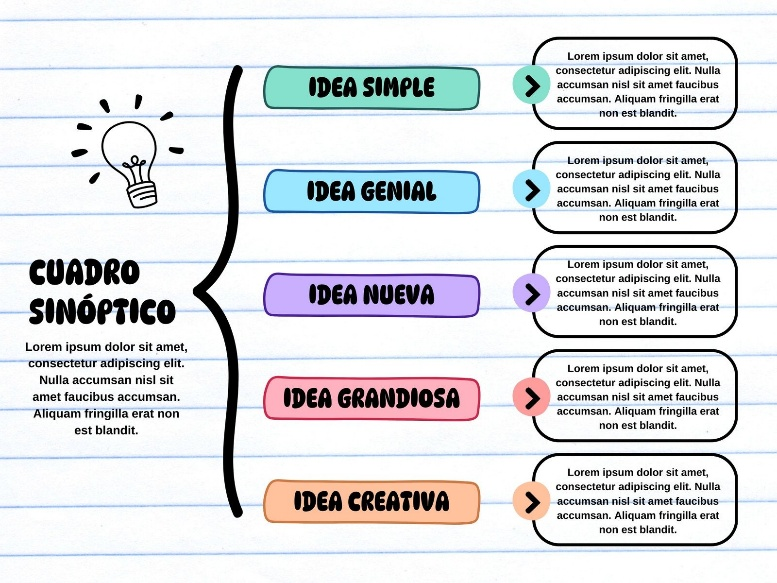 CUADRO
SINÓPTICO
Lorem ipsum dolor sit amet,
consectetur adipiscing elit.
Nulla accumsan nisl sit
amet faucibus accumsan.
Aliquam fringilla erat non
est blandit.
IDEA SIMPLE
Lorem ipsum dolor sit amet,
consectetur adipiscing elit. Nulla
accumsan nisl sit amet faucibus
accumsan. Aliquam fringilla erat
non est blandit.
IDEA GENIAL
Lorem ipsum dolor sit amet,
consectetur adipiscing elit. Nulla
accumsan nisl sit amet faucibus
accumsan. Aliquam fringilla erat
non est blandit.
IDEA NUEVA
Lorem ipsum dolor sit amet,
consectetur adipiscing elit. Nulla
accumsan nisl sit amet faucibus
accumsan. Aliquam fringilla erat
non est blandit.
IDEA GRANDIOSA
Lorem ipsum dolor sit amet,
consectetur adipiscing elit. Nulla
accumsan nisl sit amet faucibus
accumsan. Aliquam fringilla erat
non est blandit.
IDEA CREATIVA
Lorem ipsum dolor sit amet,
consectetur adipiscing elit. Nulla
accumsan nisl sit amet faucibus
accumsan. Aliquam fringilla erat
non est blandit.